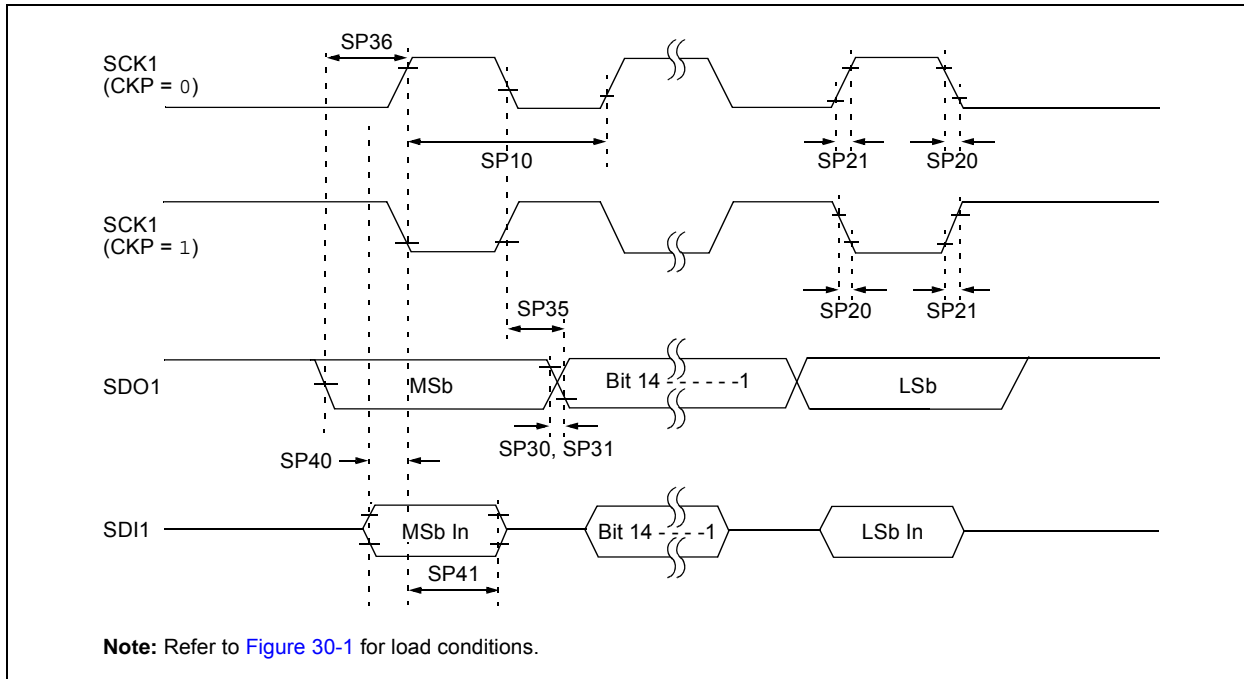 SP36
SCK1
(CKP = 0)
SP10
SP21
SP20
SCK1
(CKP = 1)
SP35
SP20
SP21
SDO1
MSb
Bit 14 - - - - - -1
LSb
SP30, SP31
SP40
SDI1
MSb In
Bit 14 - - - -1
LSb In
SP41
Note: Refer to Figure 30-1 for load conditions.